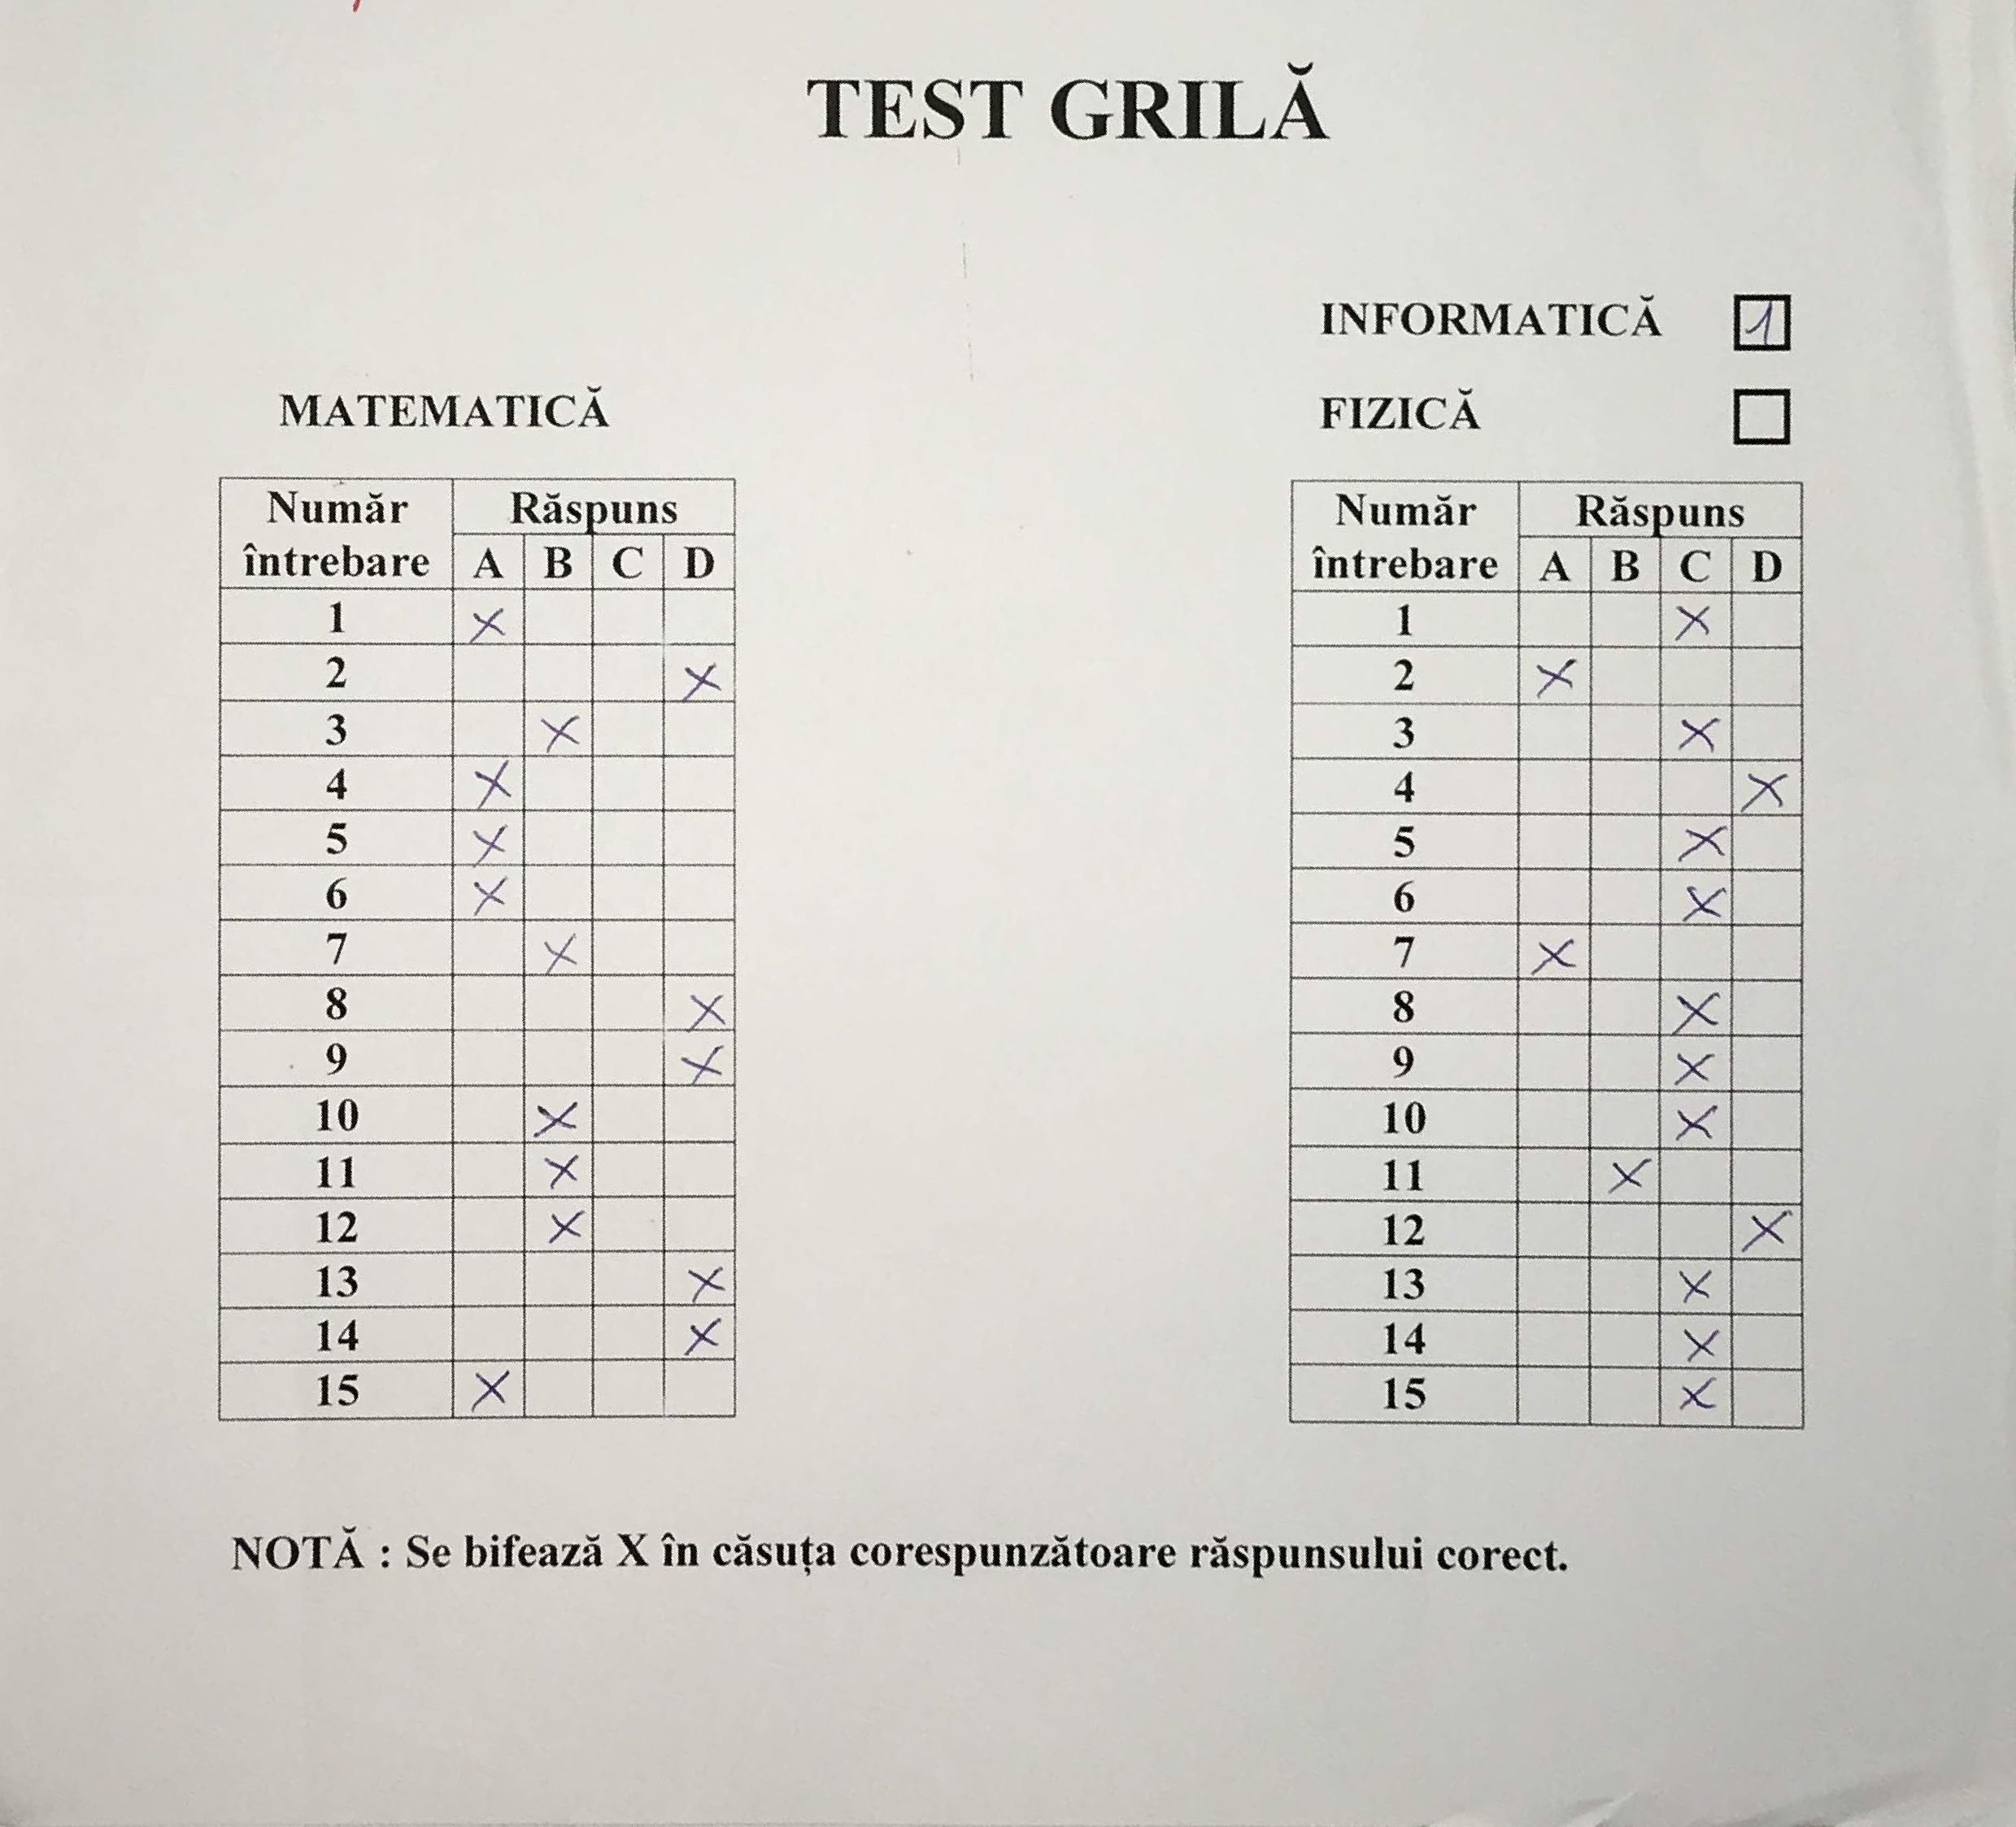 TEST GRILĂ
INFORMATICĂ 1
FIZICĂ
MATEMATICĂ
Număr întrebare Răspuns
A B C D
1 X
2 X
3 X
4 X
5 X
6 X
7 X
8 X
9 X
10 X
11 X
12 X
13 X
14 X
15 X
Număr întrebare Răspuns
A B C D
1 X
2 X
3 X
4 X
5 X
6 X
7 X
8 X
9 X
10 X
11 X
12 X
13 X
14 X
15 X
NOTĂ : Se bifează X în căsuța corespunzătoare răspunsului corect.